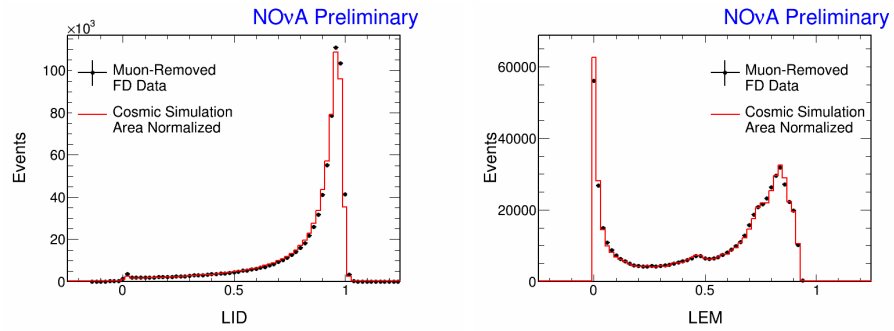 NOνA Preliminary
×10³
100
80
60
40
20
0
Events
Muon-Removed
FD Data
Cosmic Simulation
Area Normalized
0
0.5
1
LID
NOνA Preliminary
60000
40000
20000
0
Events
Muon-Removed
FD Data
Cosmic Simulation
Area Normalized
0
0.5
1
LEM